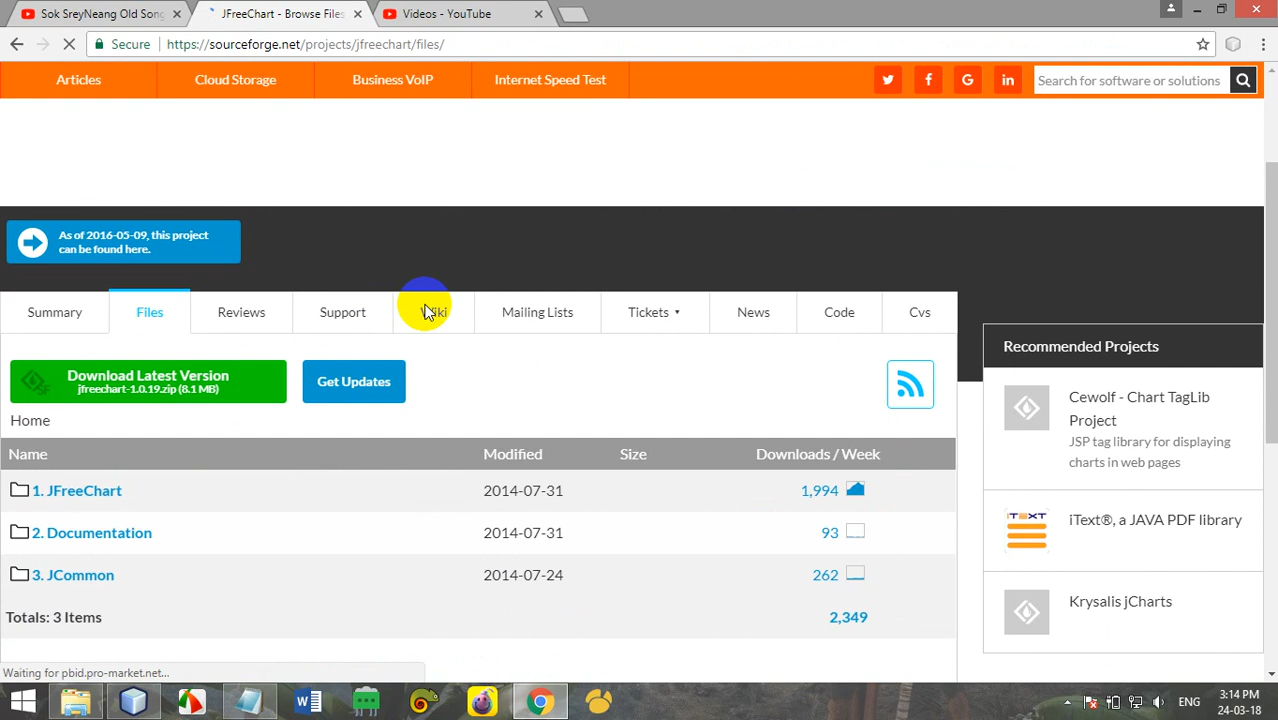 Sok SreyNeang Old Song
JFreeChart - Browse Files
Videos - YouTube
Secure
https://sourceforge.net/projects/jfreechart/files/
Articles
Cloud Storage
Business VoIP
Internet Speed Test
Search for software or solutions
As of 2016-05-09, this project
can be found here.
Summary
Files
Reviews
Support
Wiki
Mailing Lists
Tickets
News
Code
Cvs
Download Latest Version
jfreechart-1.0.19.zip (8.1 MB)
Get Updates
Home
Name Modified Size Downloads / Week
1. JFreeChart 2014-07-31 1,994
2. Documentation 2014-07-31 93
3. JCommon 2014-07-24 262
Totals: 3 Items 2,349
Recommended Projects
Cewolf - Chart TagLib
Project
JSP tag library for displaying
charts in web pages
iTEXT
iText®, a JAVA PDF library
Krysalis jCharts
Waiting for pbid.pro-market.net...
ENG
3:14 PM
24-03-18